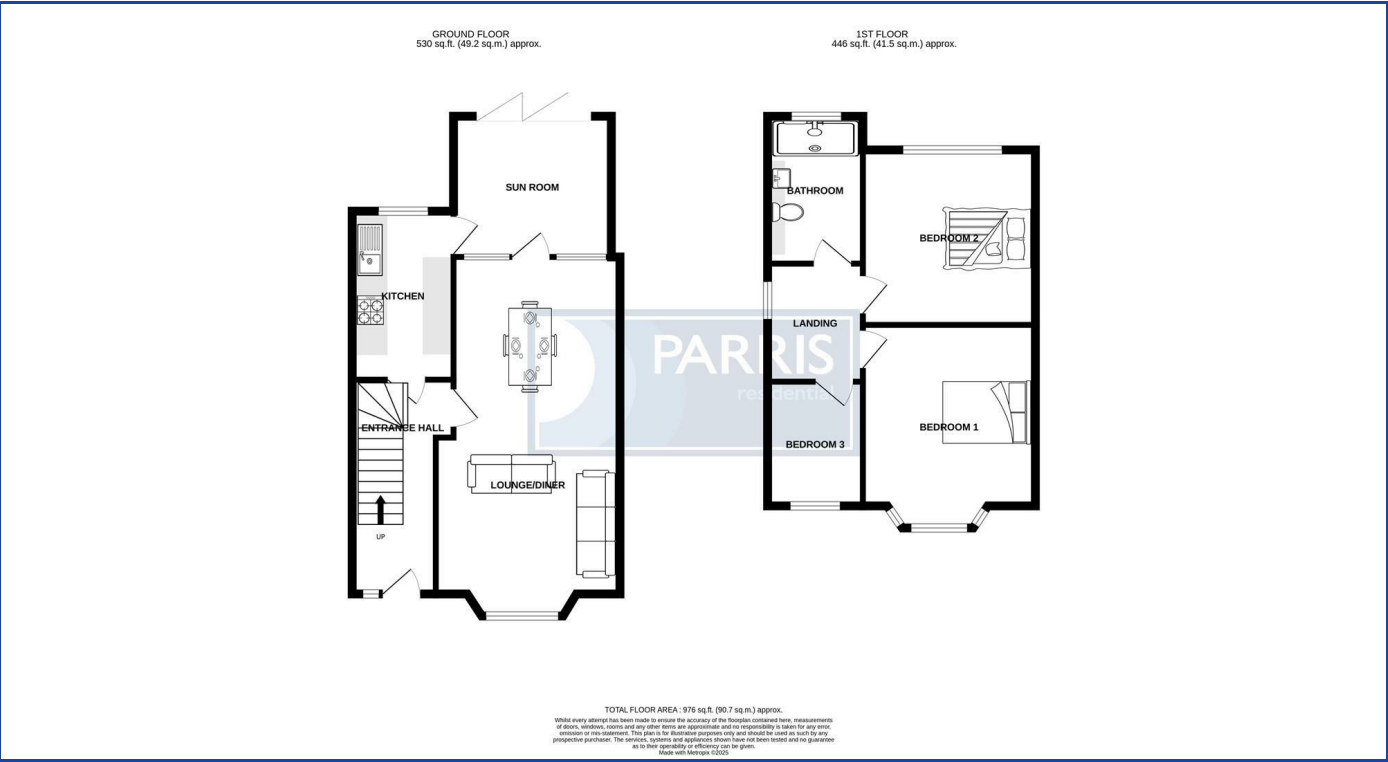 GROUND FLOOR
530 sq.ft. (49.2 sq.m.) approx.
1ST FLOOR
446 sq.ft. (41.5 sq.m.) approx.
SUN ROOM
KITCHEN
ENTRANCE HALL
LOUNGE/DINER
UP
BATHROOM
BEDROOM 2
LANDING
BEDROOM 1
BEDROOM 3
PARRIS
residential
TOTAL FLOOR AREA : 976 sq.ft. (90.7 sq.m.) approx.
Whilst every attempt has been made to ensure the accuracy of the floorplan contained here, measurements
of doors, windows, rooms and any other items are approximate and no responsibility is taken for any error,
omission or mis-statement. This plan is for illustrative purposes only and should be used as such by any
prospective purchaser. The services, systems and appliances shown have not been tested and no guarantee
as to their operability or efficiency can be given.
Made with Metropix ©2025